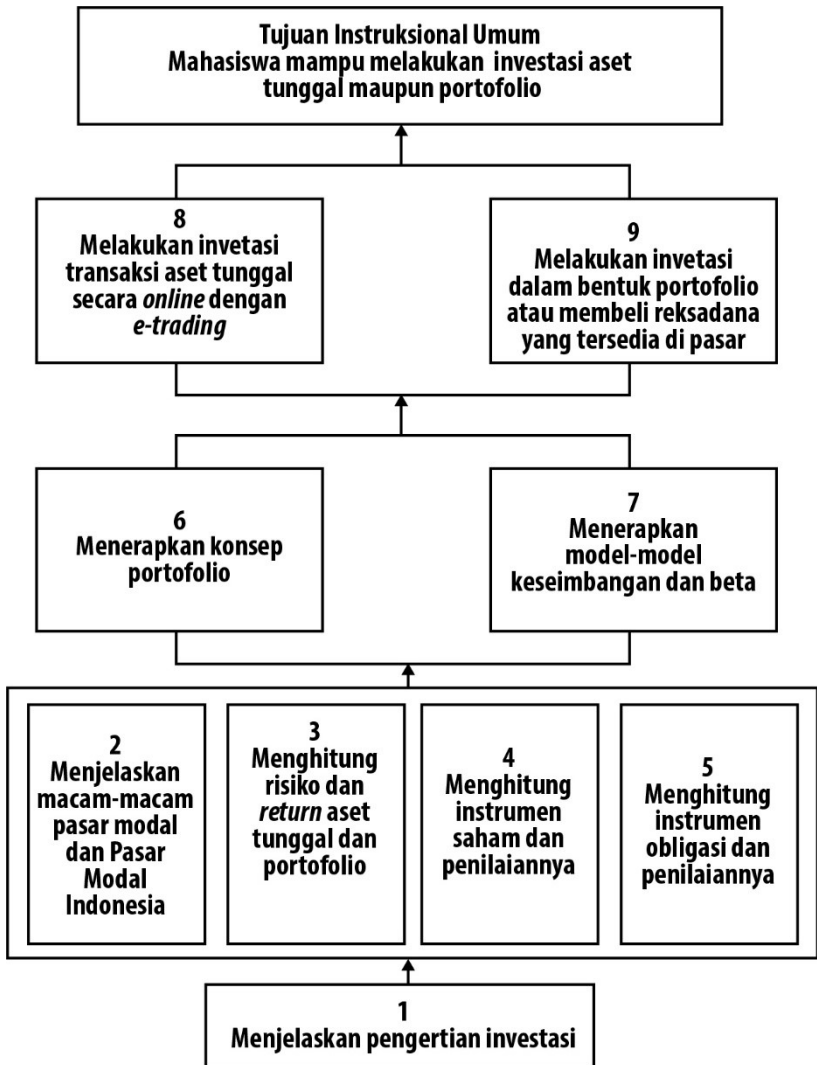 Tujuan Instruksional Umum
Mahasiswa mampu melakukan investasi aset
tunggal maupun portofolio
8
Melakukan invetasi
transaksi aset tunggal
secara online dengan
e-trading
9
Melakukan invetasi
dalam bentuk portofolio
atau membeli reksadana
yang tersedia di pasar
6
Menerapkan konsep
portofolio
7
Menerapkan
model-model
keseimbangan dan beta
2
Menjelaskan
macam-macam
pasar modal
dan Pasar
Modal
Indonesia
3
Menghitung
risiko dan
return aset
tunggal dan
portofolio
4
Menghitung
instrumen
saham dan
penilaiannya
5
Menghitung
instrumen
obligasi dan
penilaiannya
1
Menjelaskan pengertian investasi